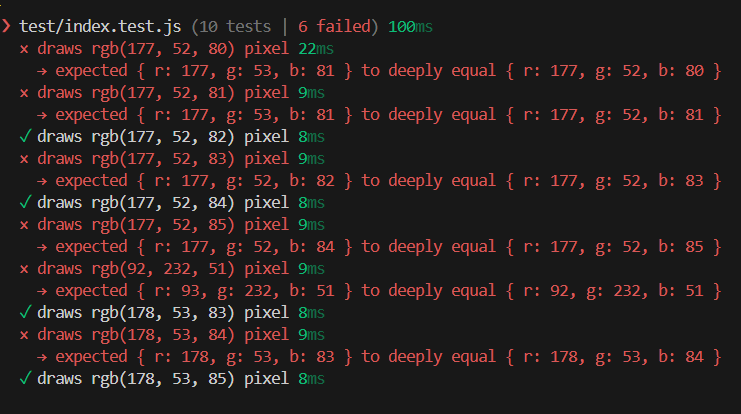 ❯ test/index.test.js (10 tests | 6 failed) 100ms
× draws rgb(177, 52, 80) pixel 22ms
→ expected { r: 177, g: 53, b: 81 } to deeply equal { r: 177, g: 52, b: 80 }
× draws rgb(177, 52, 81) pixel 9ms
→ expected { r: 177, g: 53, b: 81 } to deeply equal { r: 177, g: 52, b: 81 }
✓ draws rgb(177, 52, 82) pixel 8ms
× draws rgb(177, 52, 83) pixel 9ms
→ expected { r: 177, g: 52, b: 82 } to deeply equal { r: 177, g: 52, b: 83 }
✓ draws rgb(177, 52, 84) pixel 8ms
× draws rgb(177, 52, 85) pixel 9ms
→ expected { r: 177, g: 52, b: 84 } to deeply equal { r: 177, g: 52, b: 85 }
× draws rgb(92, 232, 51) pixel 9ms
→ expected { r: 93, g: 232, b: 51 } to deeply equal { r: 92, g: 232, b: 51 }
✓ draws rgb(178, 53, 83) pixel 8ms
× draws rgb(178, 53, 84) pixel 9ms
→ expected { r: 178, g: 53, b: 83 } to deeply equal { r: 178, g: 53, b: 84 }
✓ draws rgb(178, 53, 85) pixel 8ms